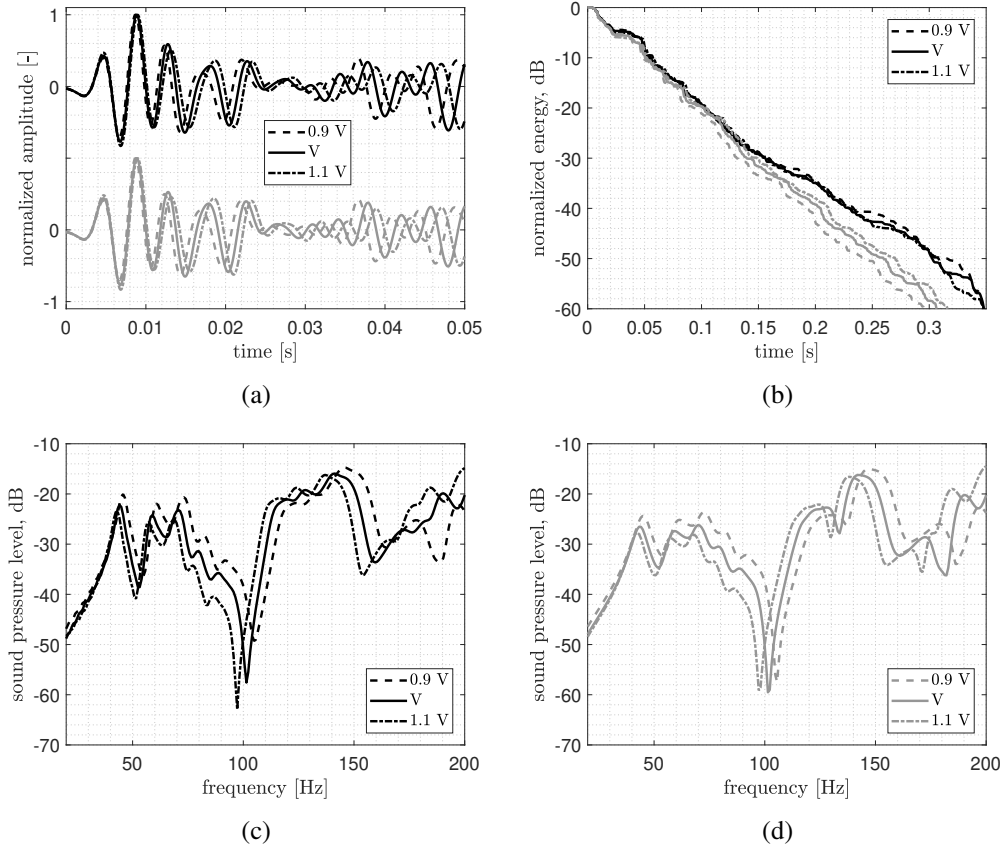 1
0
1
0
-1
normalized amplitude [-]
0.9 V
V
1.1 V
0 0.01 0.02 0.03 0.04 0.05
time [s]
(a)
0
-10
-20
-30
-40
-50
-60
normalized energy, dB
0.9 V
V
1.1 V
0 0.05 0.1 0.15 0.2 0.25 0.3
time [s]
(b)
-10
-20
-30
-40
-50
-60
-70
sound pressure level, dB
0.9 V
V
1.1 V
50 100 150 200
frequency [Hz]
(c)
-10
-20
-30
-40
-50
-60
-70
sound pressure level, dB
0.9 V
V
1.1 V
50 100 150 200
frequency [Hz]
(d)